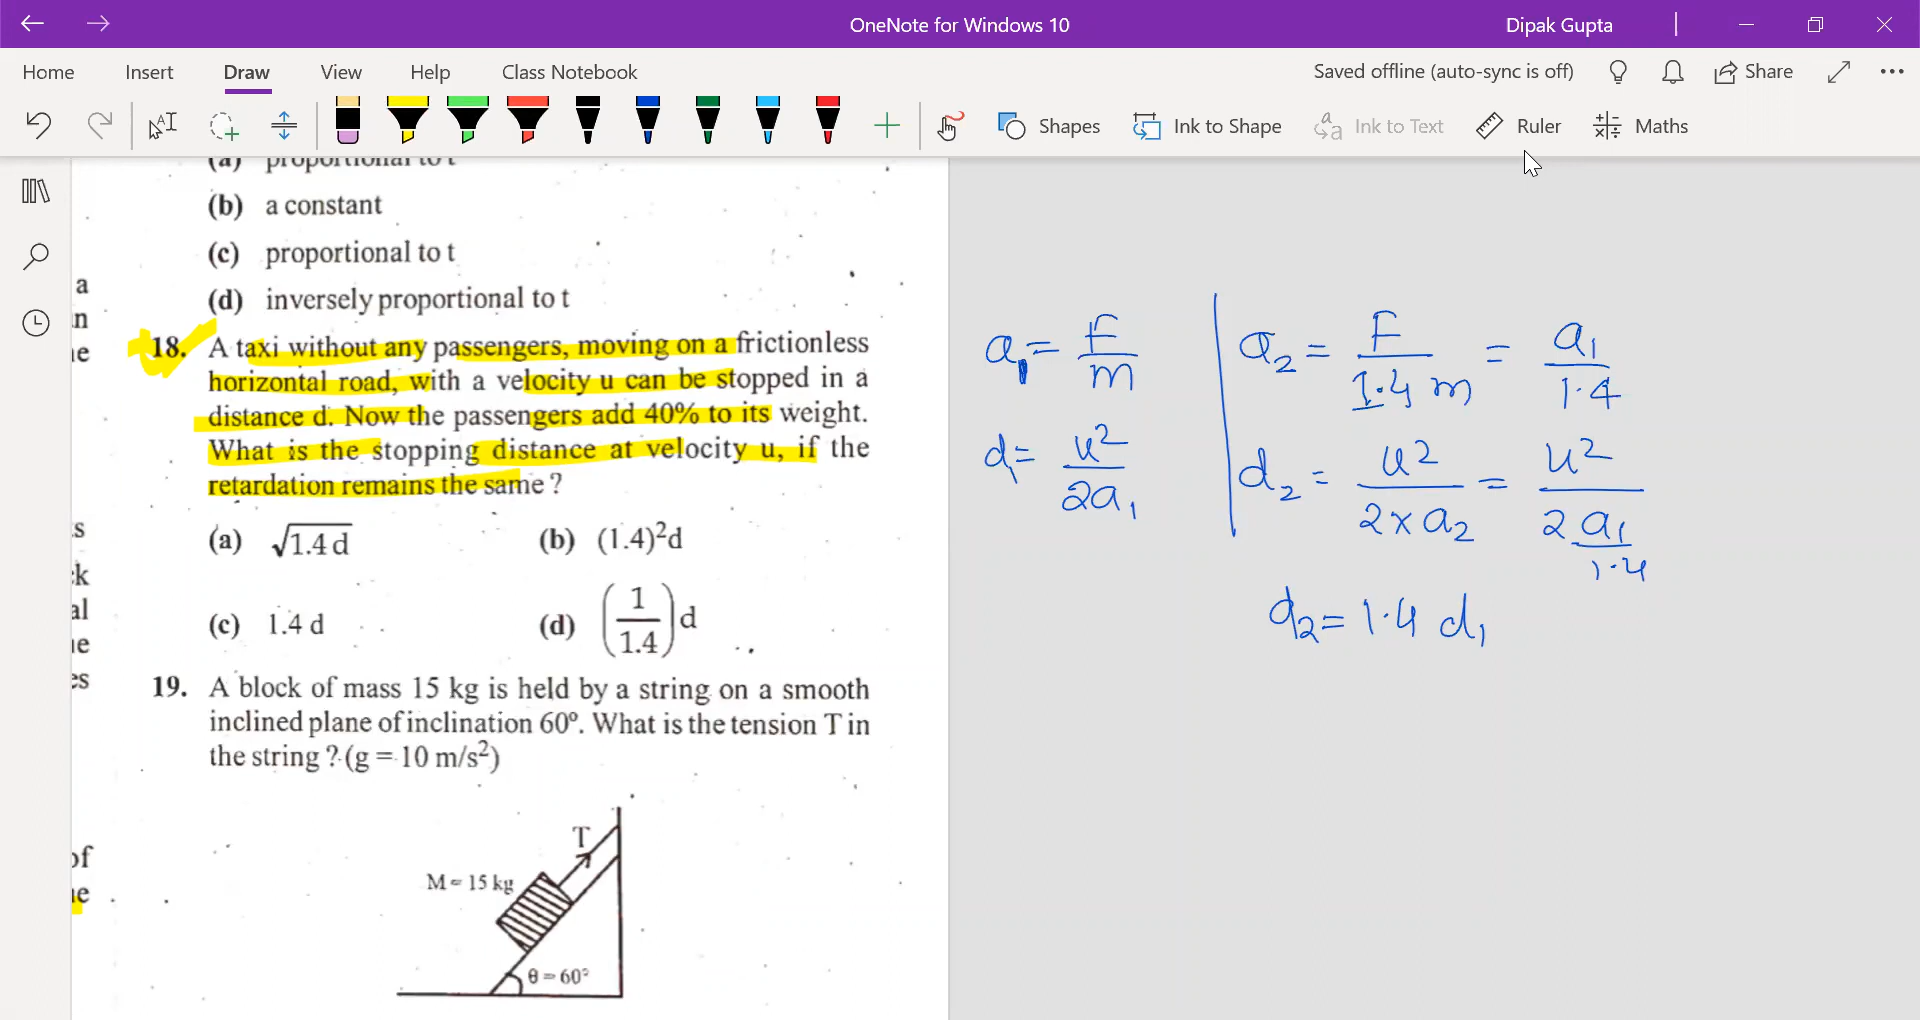 OneNote for Windows 10
Dipak Gupta
Home Insert Draw View Help Class Notebook
Saved offline (auto-sync is off) Share
Shapes Ink to Shape Ink to Text Ruler Maths
(a) proportional to t
(b) a constant
(c) proportional to t
(d) inversely proportional to t
a
n
e
18. A taxi without any passengers, moving on a frictionless
horizontal road, with a velocity u can be stopped in a
distance d. Now the passengers add 40% to its weight.
What is the stopping distance at velocity u, if the
retardation remains the same ?
(a) √1.4 d (b) (1.4)²d
(c) 1.4 d (d) (1/1.4)d
s
k
al
e
es
19. A block of mass 15 kg is held by a string on a smooth
inclined plane of inclination 60º. What is the tension T in
the string ? (g = 10 m/s²)
of
e
T
M = 15 kg
θ = 60°
a₁ = F/m
a₂ = F/1.4 m = a₁/1.4
d₁ = u²/2a₁
d₂ = u²/2 × a₂ = u²/2 a₁/1.4
d₂ = 1.4 d₁